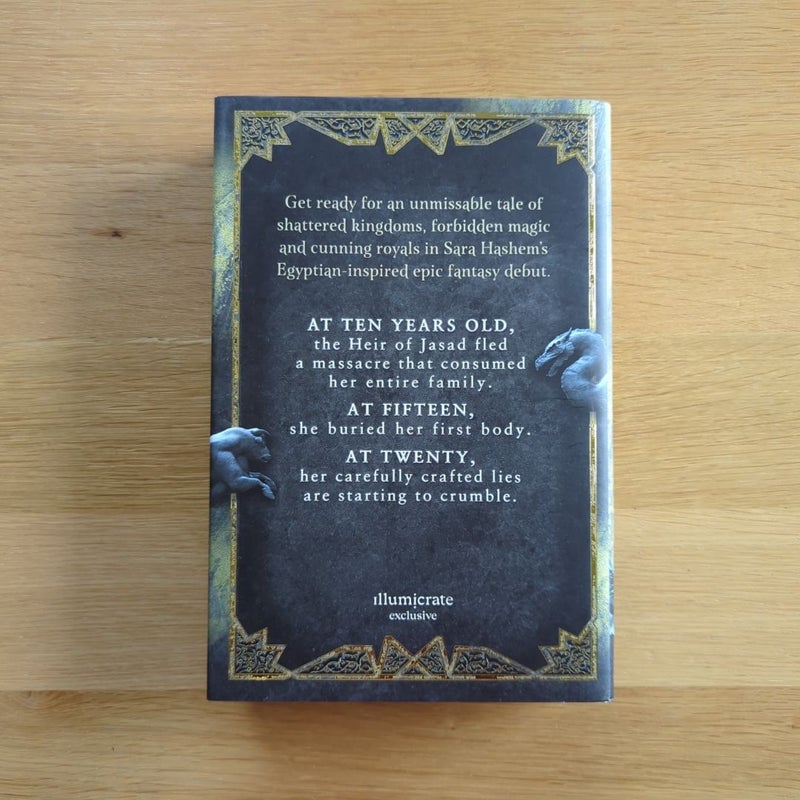 Get ready for an unmissable tale of
shattered kingdoms, forbidden magic
and cunning royals in Sara Hashem's
Egyptian-inspired epic fantasy debut.
AT TEN YEARS OLD,
the Heir of Jasad fled
a massacre that consumed
her entire family.
AT FIFTEEN,
she buried her first body.
AT TWENTY,
her carefully crafted lies
are starting to crumble.
illumicrate
exclusive